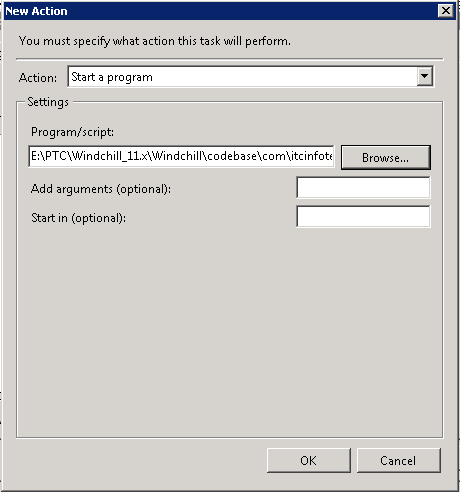 New Action
You must specify what action this task will perform.
Action: Start a program
Settings
Program/script:
E:\PTC\Windchill_11.x\Windchill\codebase\com\itcinfote Browse...
Add arguments (optional):
Start in (optional):
OK Cancel